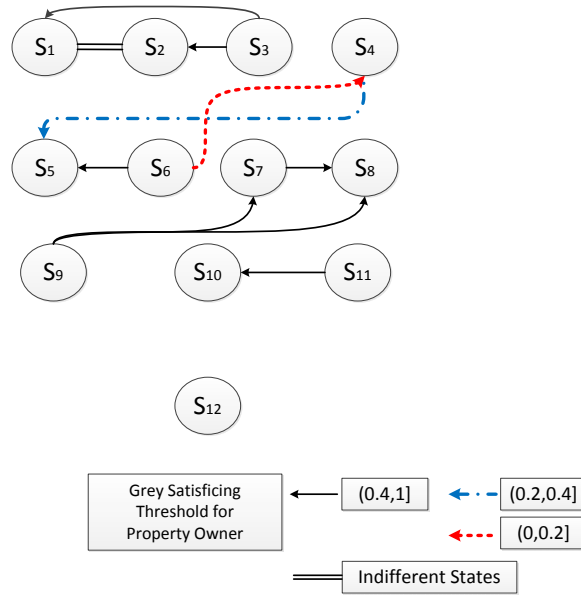 S1
S2
S3
S4
S5
S6
S7
S8
S9
S10
S11
S12
Grey Satisficing
Threshold for
Property Owner
(0.4,1]
(0.2,0.4]
(0,0.2]
Indifferent States